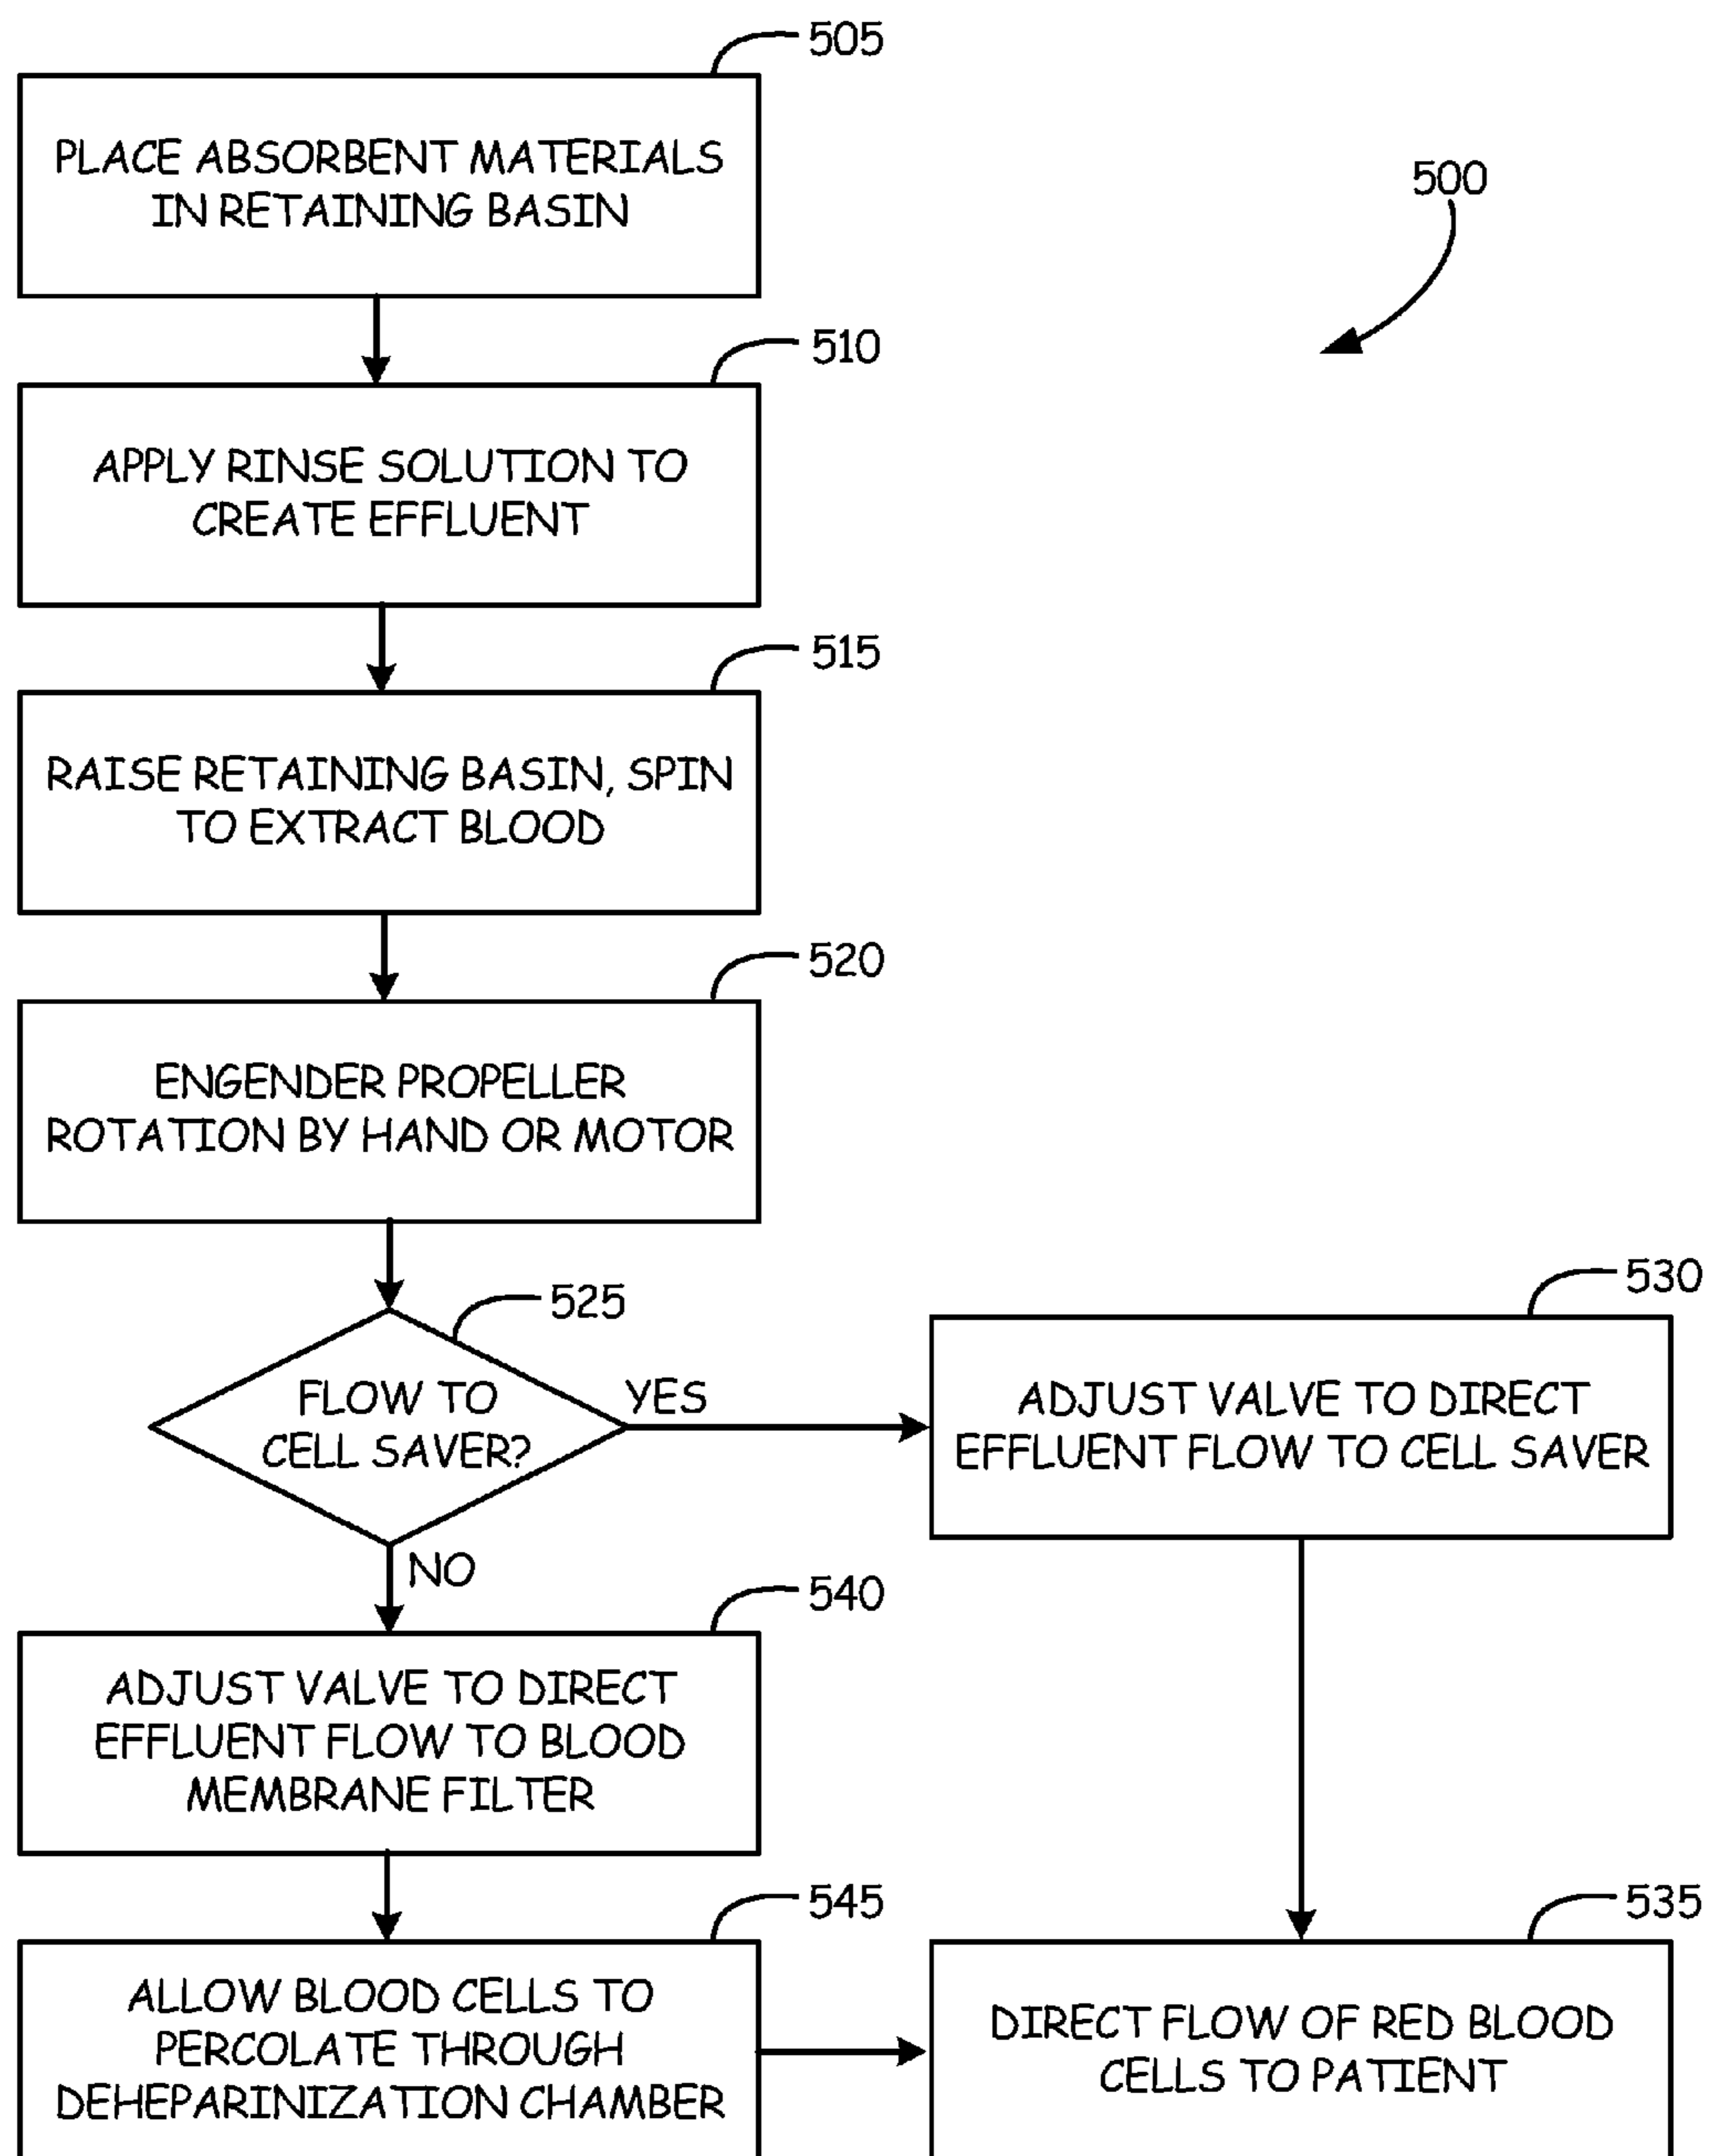 505
PLACE ABSORBENT MATERIALS
IN RETAINING BASIN
500
510
APPLY RINSE SOLUTION TO
CREATE EFFLUENT
515
RAISE RETAINING BASIN, SPIN
TO EXTRACT BLOOD
520
ENGENDER PROPELLER
ROTATION BY HAND OR MOTOR
525
FLOW TO
CELL SAVER?
YES
530
ADJUST VALVE TO DIRECT
EFFLUENT FLOW TO CELL SAVER
NO
540
ADJUST VALVE TO DIRECT
EFFLUENT FLOW TO BLOOD
MEMBRANE FILTER
545
ALLOW BLOOD CELLS TO
PERCOLATE THROUGH
DEHEPARINIZATION CHAMBER
535
DIRECT FLOW OF RED BLOOD
CELLS TO PATIENT